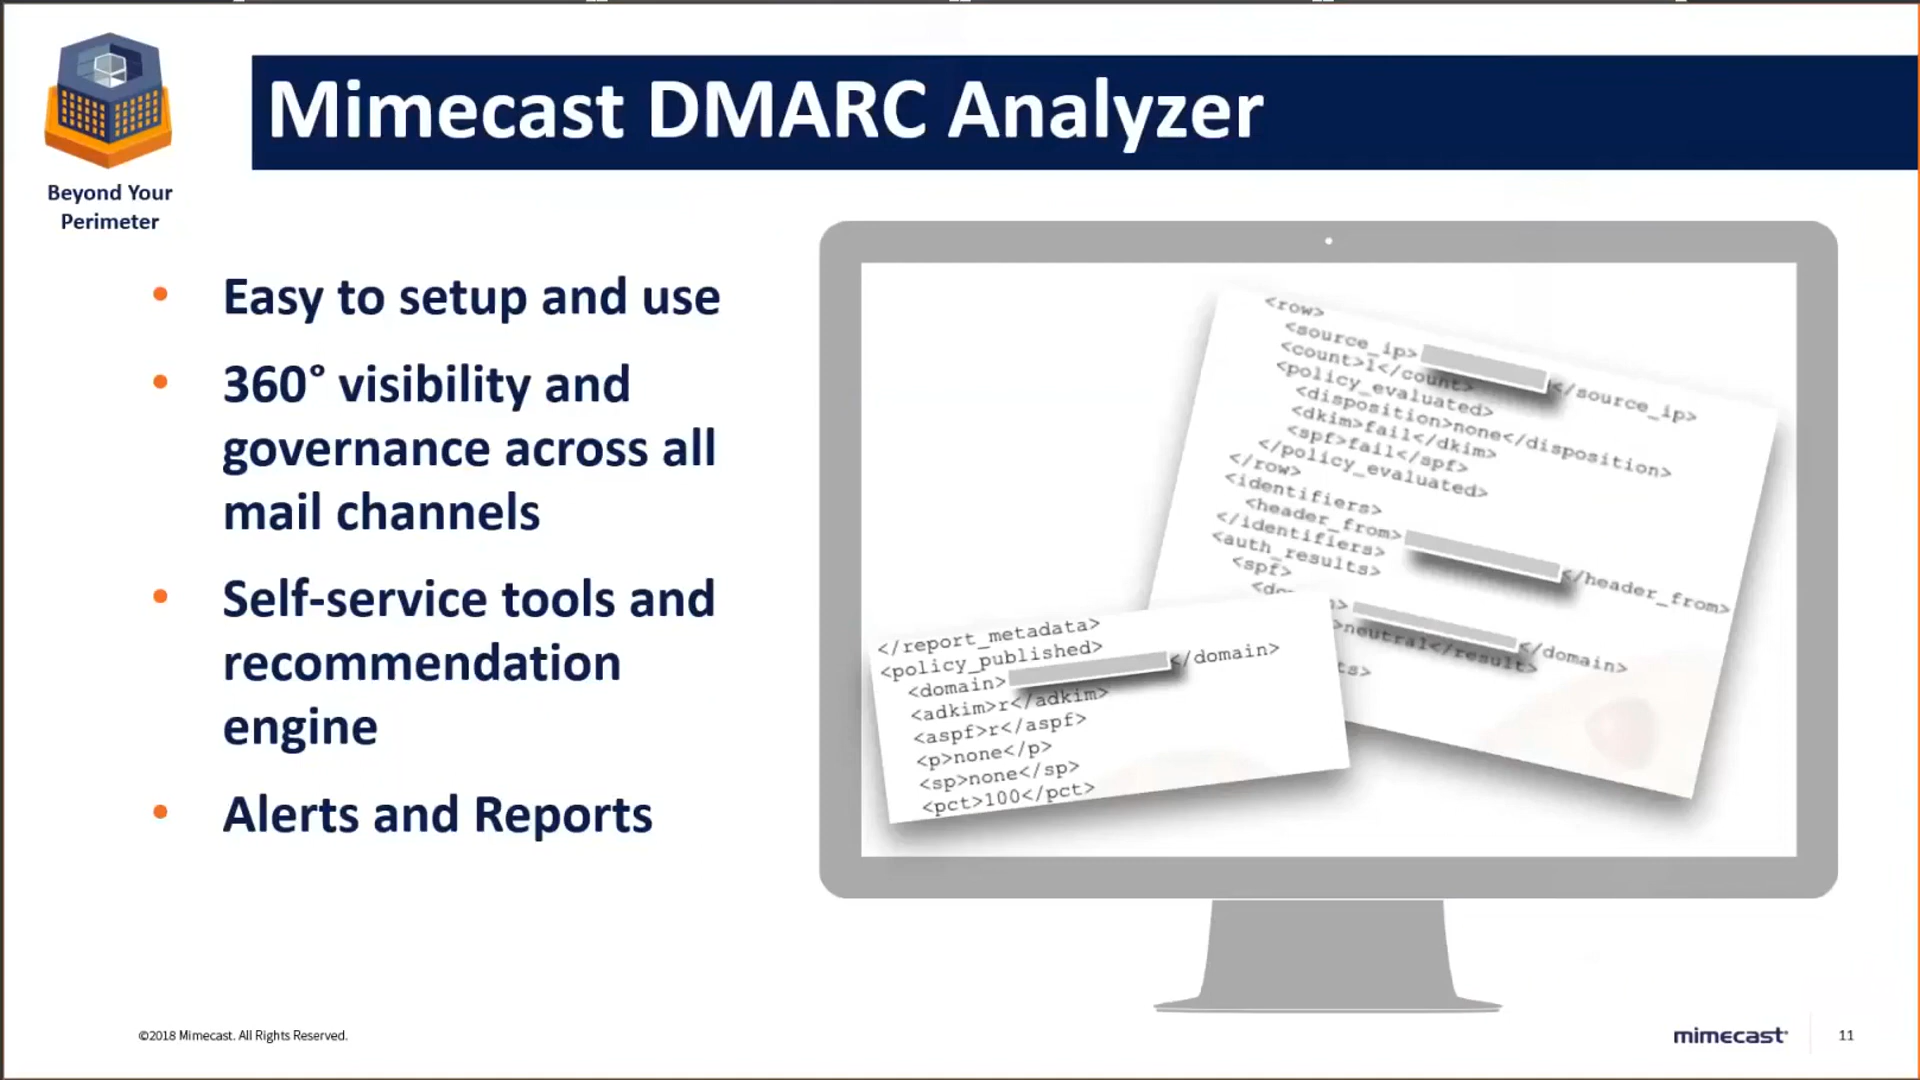 Mimecast DMARC Analyzer
Beyond Your
Perimeter
• Easy to setup and use
• 360° visibility and
governance across all
mail channels
• Self-service tools and
recommendation
engine
• Alerts and Reports
<row>
<source_ip> </source_ip>
<count>1</count>
<policy_evaluated>
<disposition>none</disposition>
<dkim>fail</dkim>
<spf>fail</spf>
</policy_evaluated>
</row>
<identifiers>
<header_from> </header_from>
</identifiers>
<auth_results>
<spf>
</domain>
neutral</result>
</report_metadata>
<policy_published>
<domain> </domain>
<adkim>r</adkim>
<aspf>r</aspf>
<p>none</p>
<sp>none</sp>
<pct>100</pct>
©2018 Mimecast. All Rights Reserved.
mimecast
11